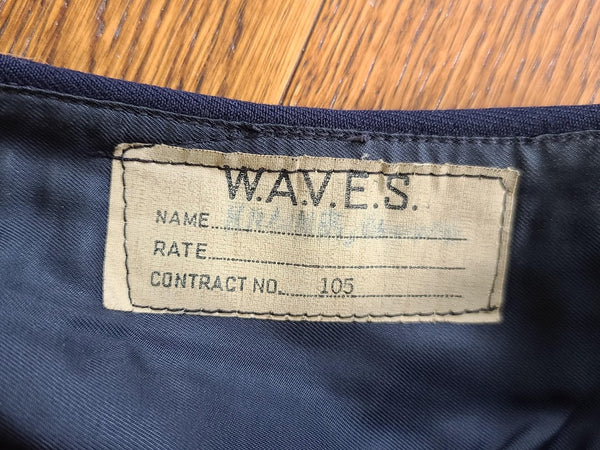 W.A.V.E.S.
NAME
RATE
CONTRACT NO. 105